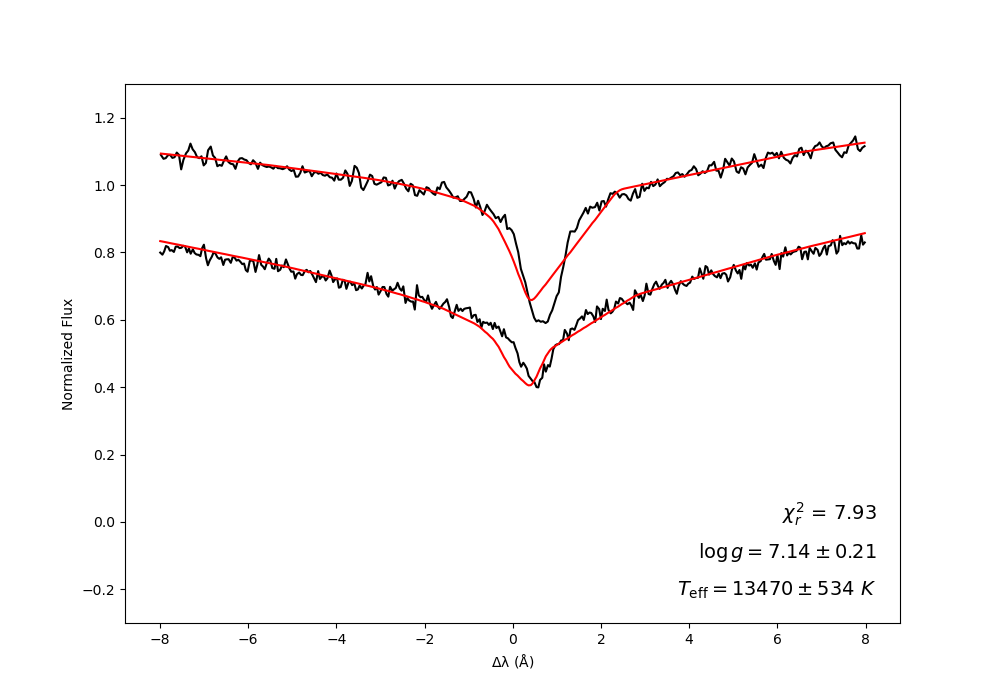 1.2
1.0
0.8
0.6
0.4
0.2
0.0
−0.2
Normalized Flux
χ²ᵣ = 7.93
log g = 7.14 ± 0.21
T_eff = 13470 ± 534 K
−8 −6 −4 −2 0 2 4 6 8
Δλ (Å)